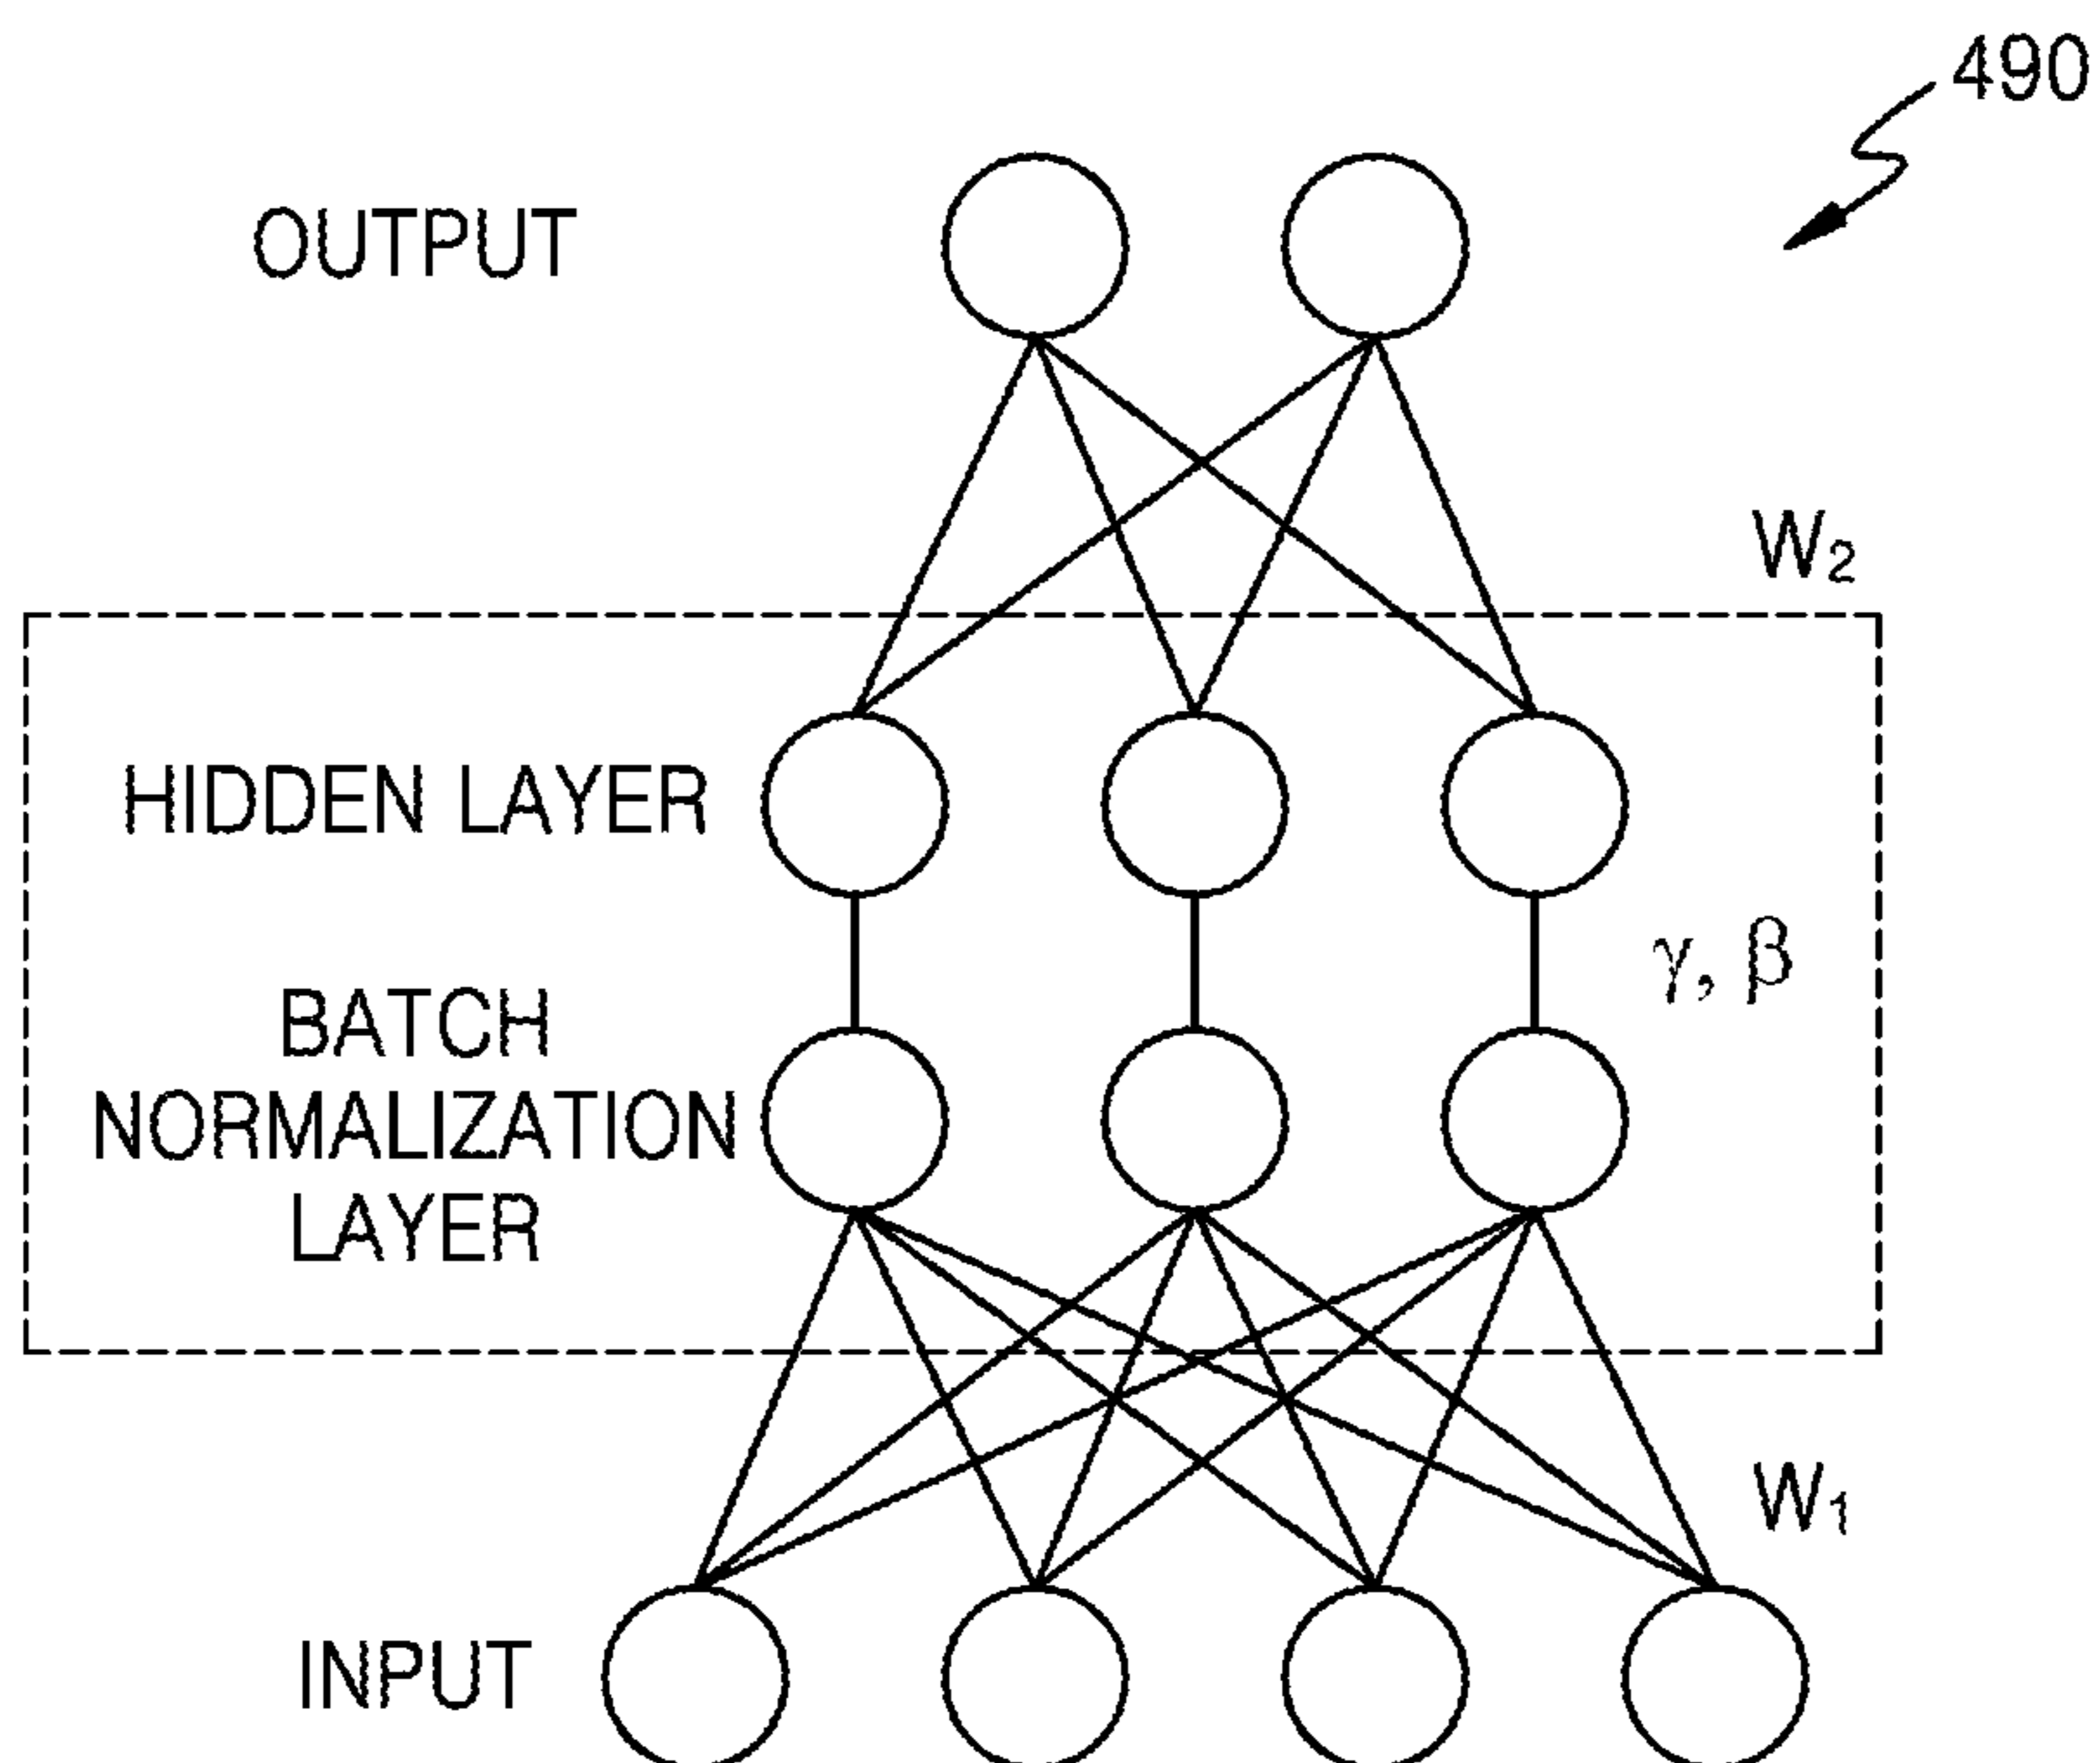 490
OUTPUT
W₂
HIDDEN LAYER
γ, β
BATCH
NORMALIZATION
LAYER
W₁
INPUT